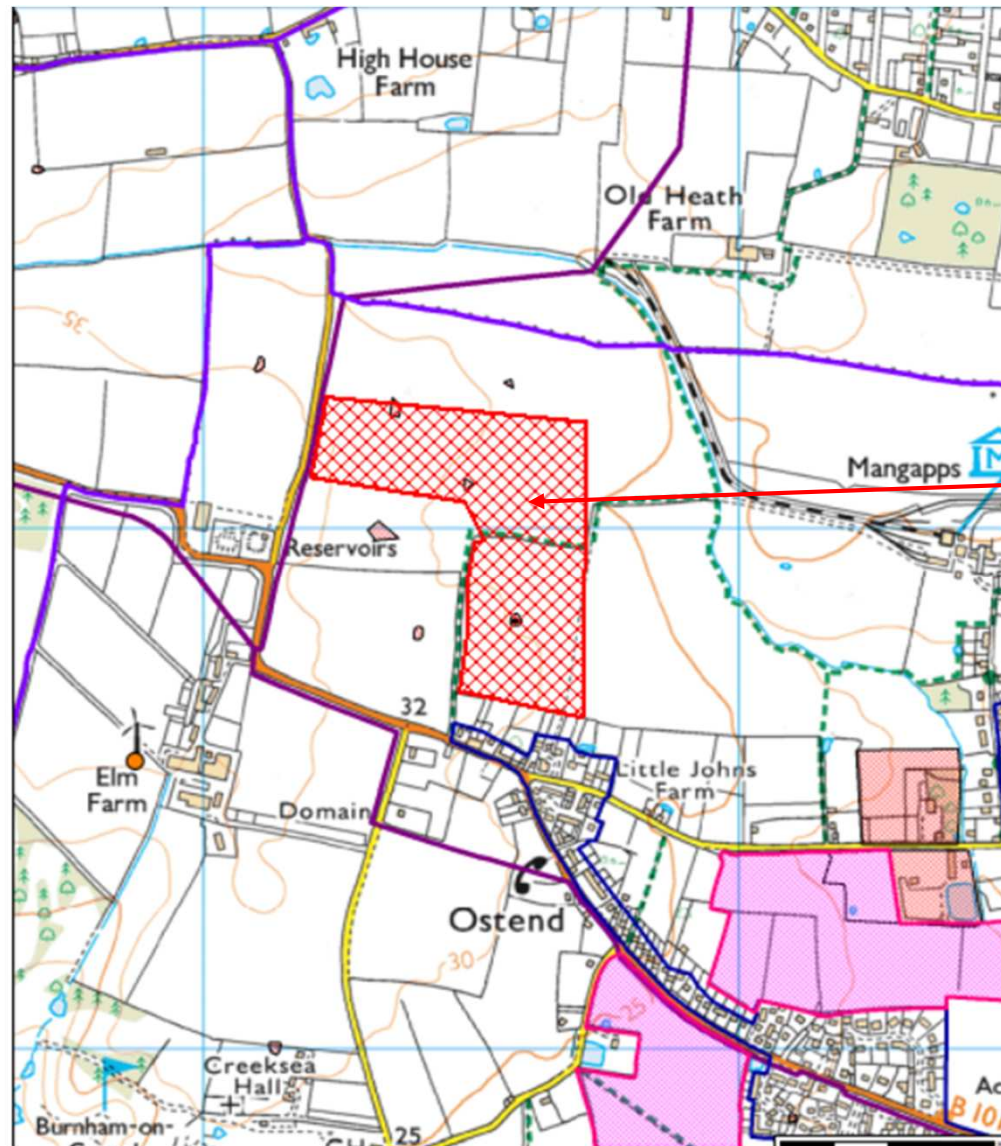 High House
Farm
Old Heath
Farm
35
Mangapps
M
Reservoirs
32
Elm
Farm
Domain
Little Johns
Farm
Ostend
30
25
Creeksea
Hall
Burnham-on-
25
B 10